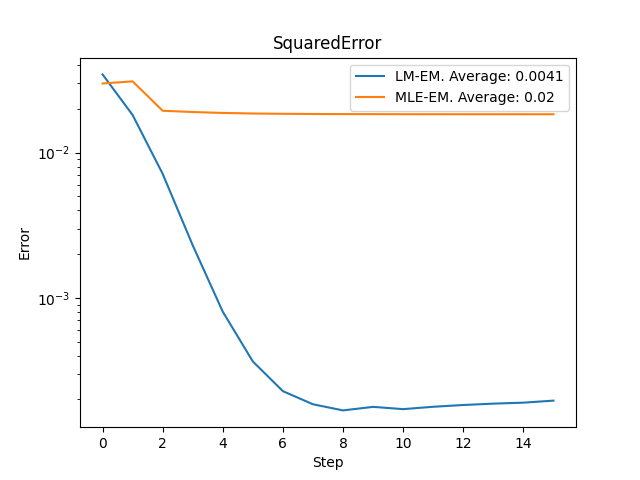 SquaredError
LM-EM. Average: 0.0041
MLE-EM. Average: 0.02
10⁻²
10⁻³
Error
0 2 4 6 8 10 12 14
Step